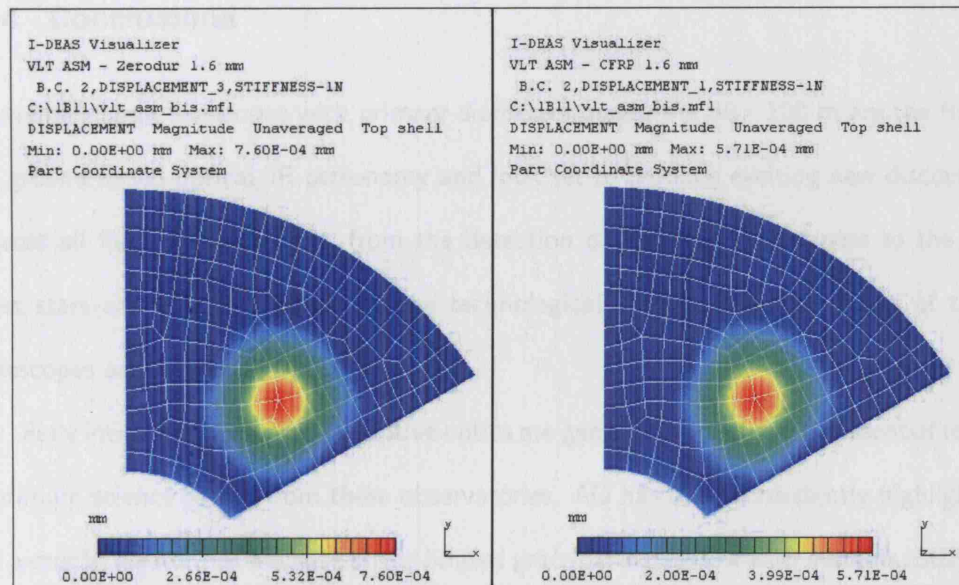 I-DEAS Visualizer
VLT ASM - Zerodur 1.6 mm
B.C. 2,DISPLACEMENT_3,STIFFNESS-1N
C:\lBil\vlt_asm_bis.mf1
DISPLACEMENT Magnitude Unaveraged Top shell
Min: 0.00E+00 mm Max: 7.60E-04 mm
Part Coordinate System
mm
0.00E+00 2.66E-04 5.32E-04 7.60E-04
y
x
I-DEAS Visualizer
VLT ASM - CFRP 1.6 mm
B.C. 2,DISPLACEMENT_1,STIFFNESS-1N
C:\lBil\vlt_asm_bis.mf1
DISPLACEMENT Magnitude Unaveraged Top shell
Min: 0.00E+00 mm Max: 5.71E-04 mm
Part Coordinate System
mm
0.00E+00 2.00E-04 3.99E-04 5.71E-04
y
x